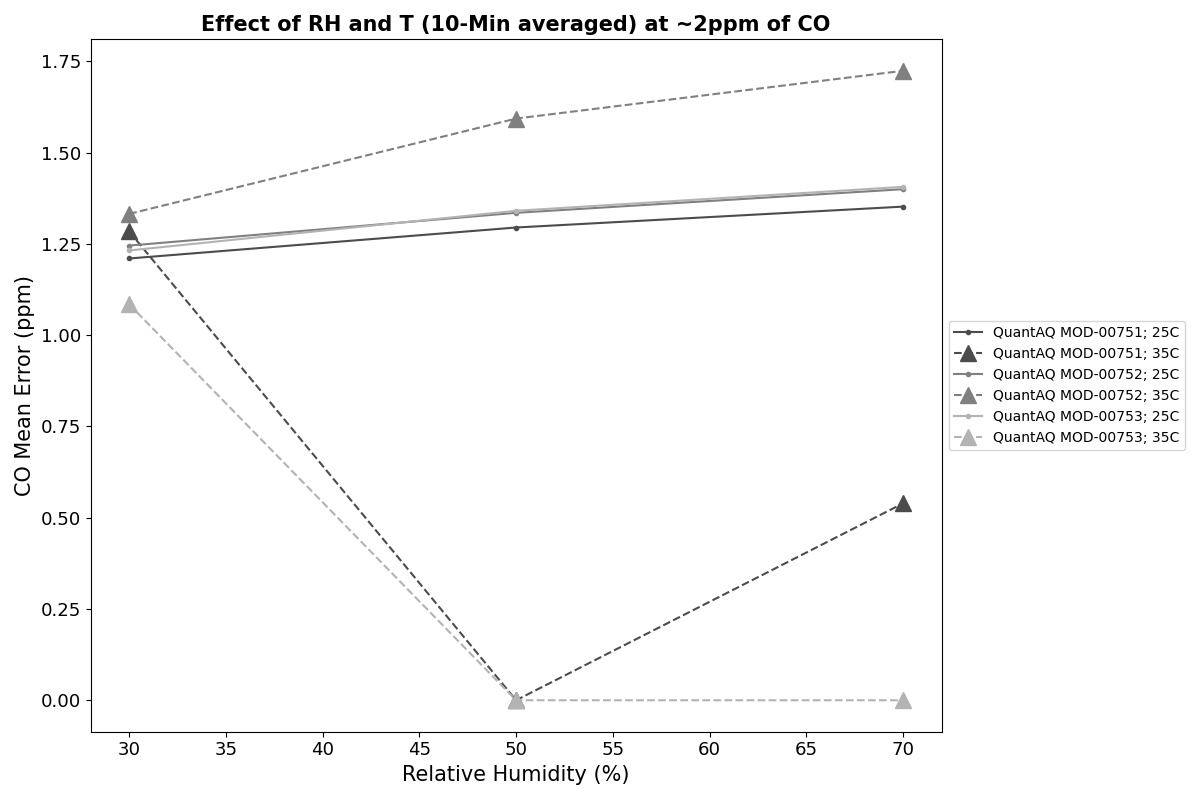 Effect of RH and T (10-Min averaged) at ~2ppm of CO
1.75
1.50
1.25
1.00
0.75
0.50
0.25
0.00
CO Mean Error (ppm)
30 35 40 45 50 55 60 65 70
Relative Humidity (%)
QuantAQ MOD-00751; 25C
QuantAQ MOD-00751; 35C
QuantAQ MOD-00752; 25C
QuantAQ MOD-00752; 35C
QuantAQ MOD-00753; 25C
QuantAQ MOD-00753; 35C